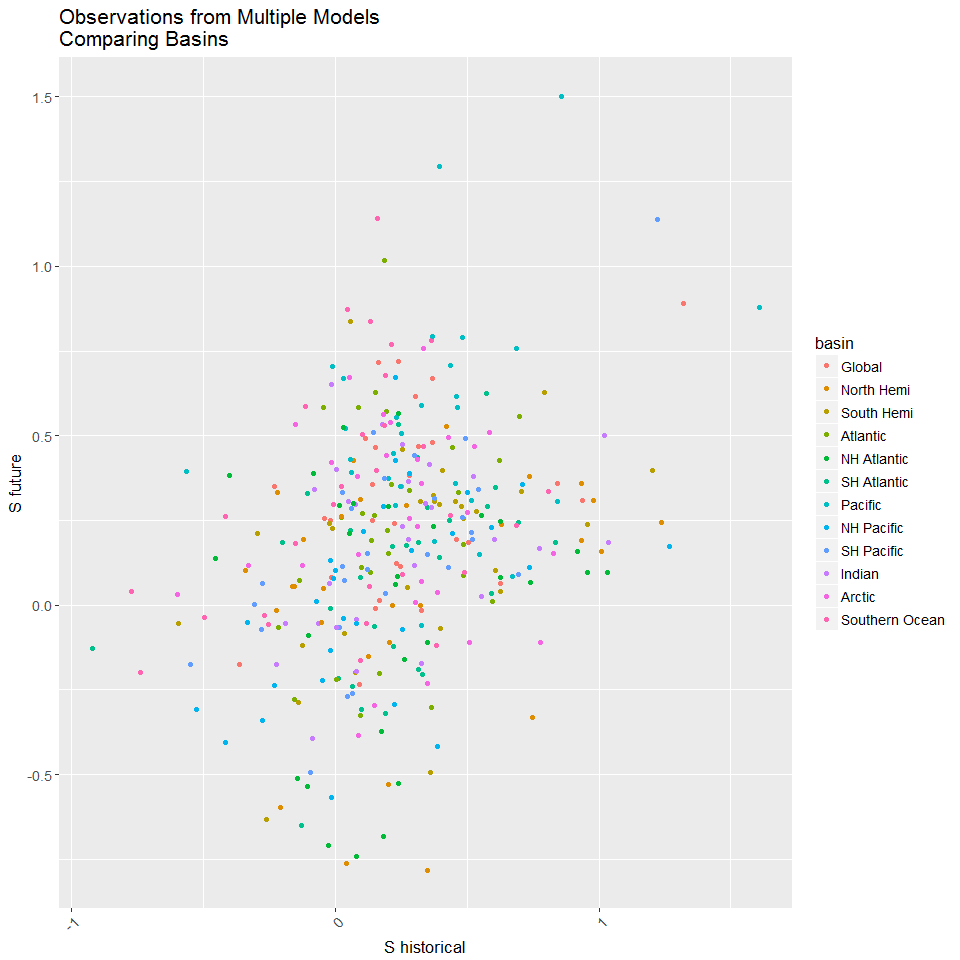 Observations from Multiple Models
Comparing Basins
1.5
1.0
0.5
0.0
-0.5
S future
-1
0
1
S historical
basin
Global
North Hemi
South Hemi
Atlantic
NH Atlantic
SH Atlantic
Pacific
NH Pacific
SH Pacific
Indian
Arctic
Southern Ocean